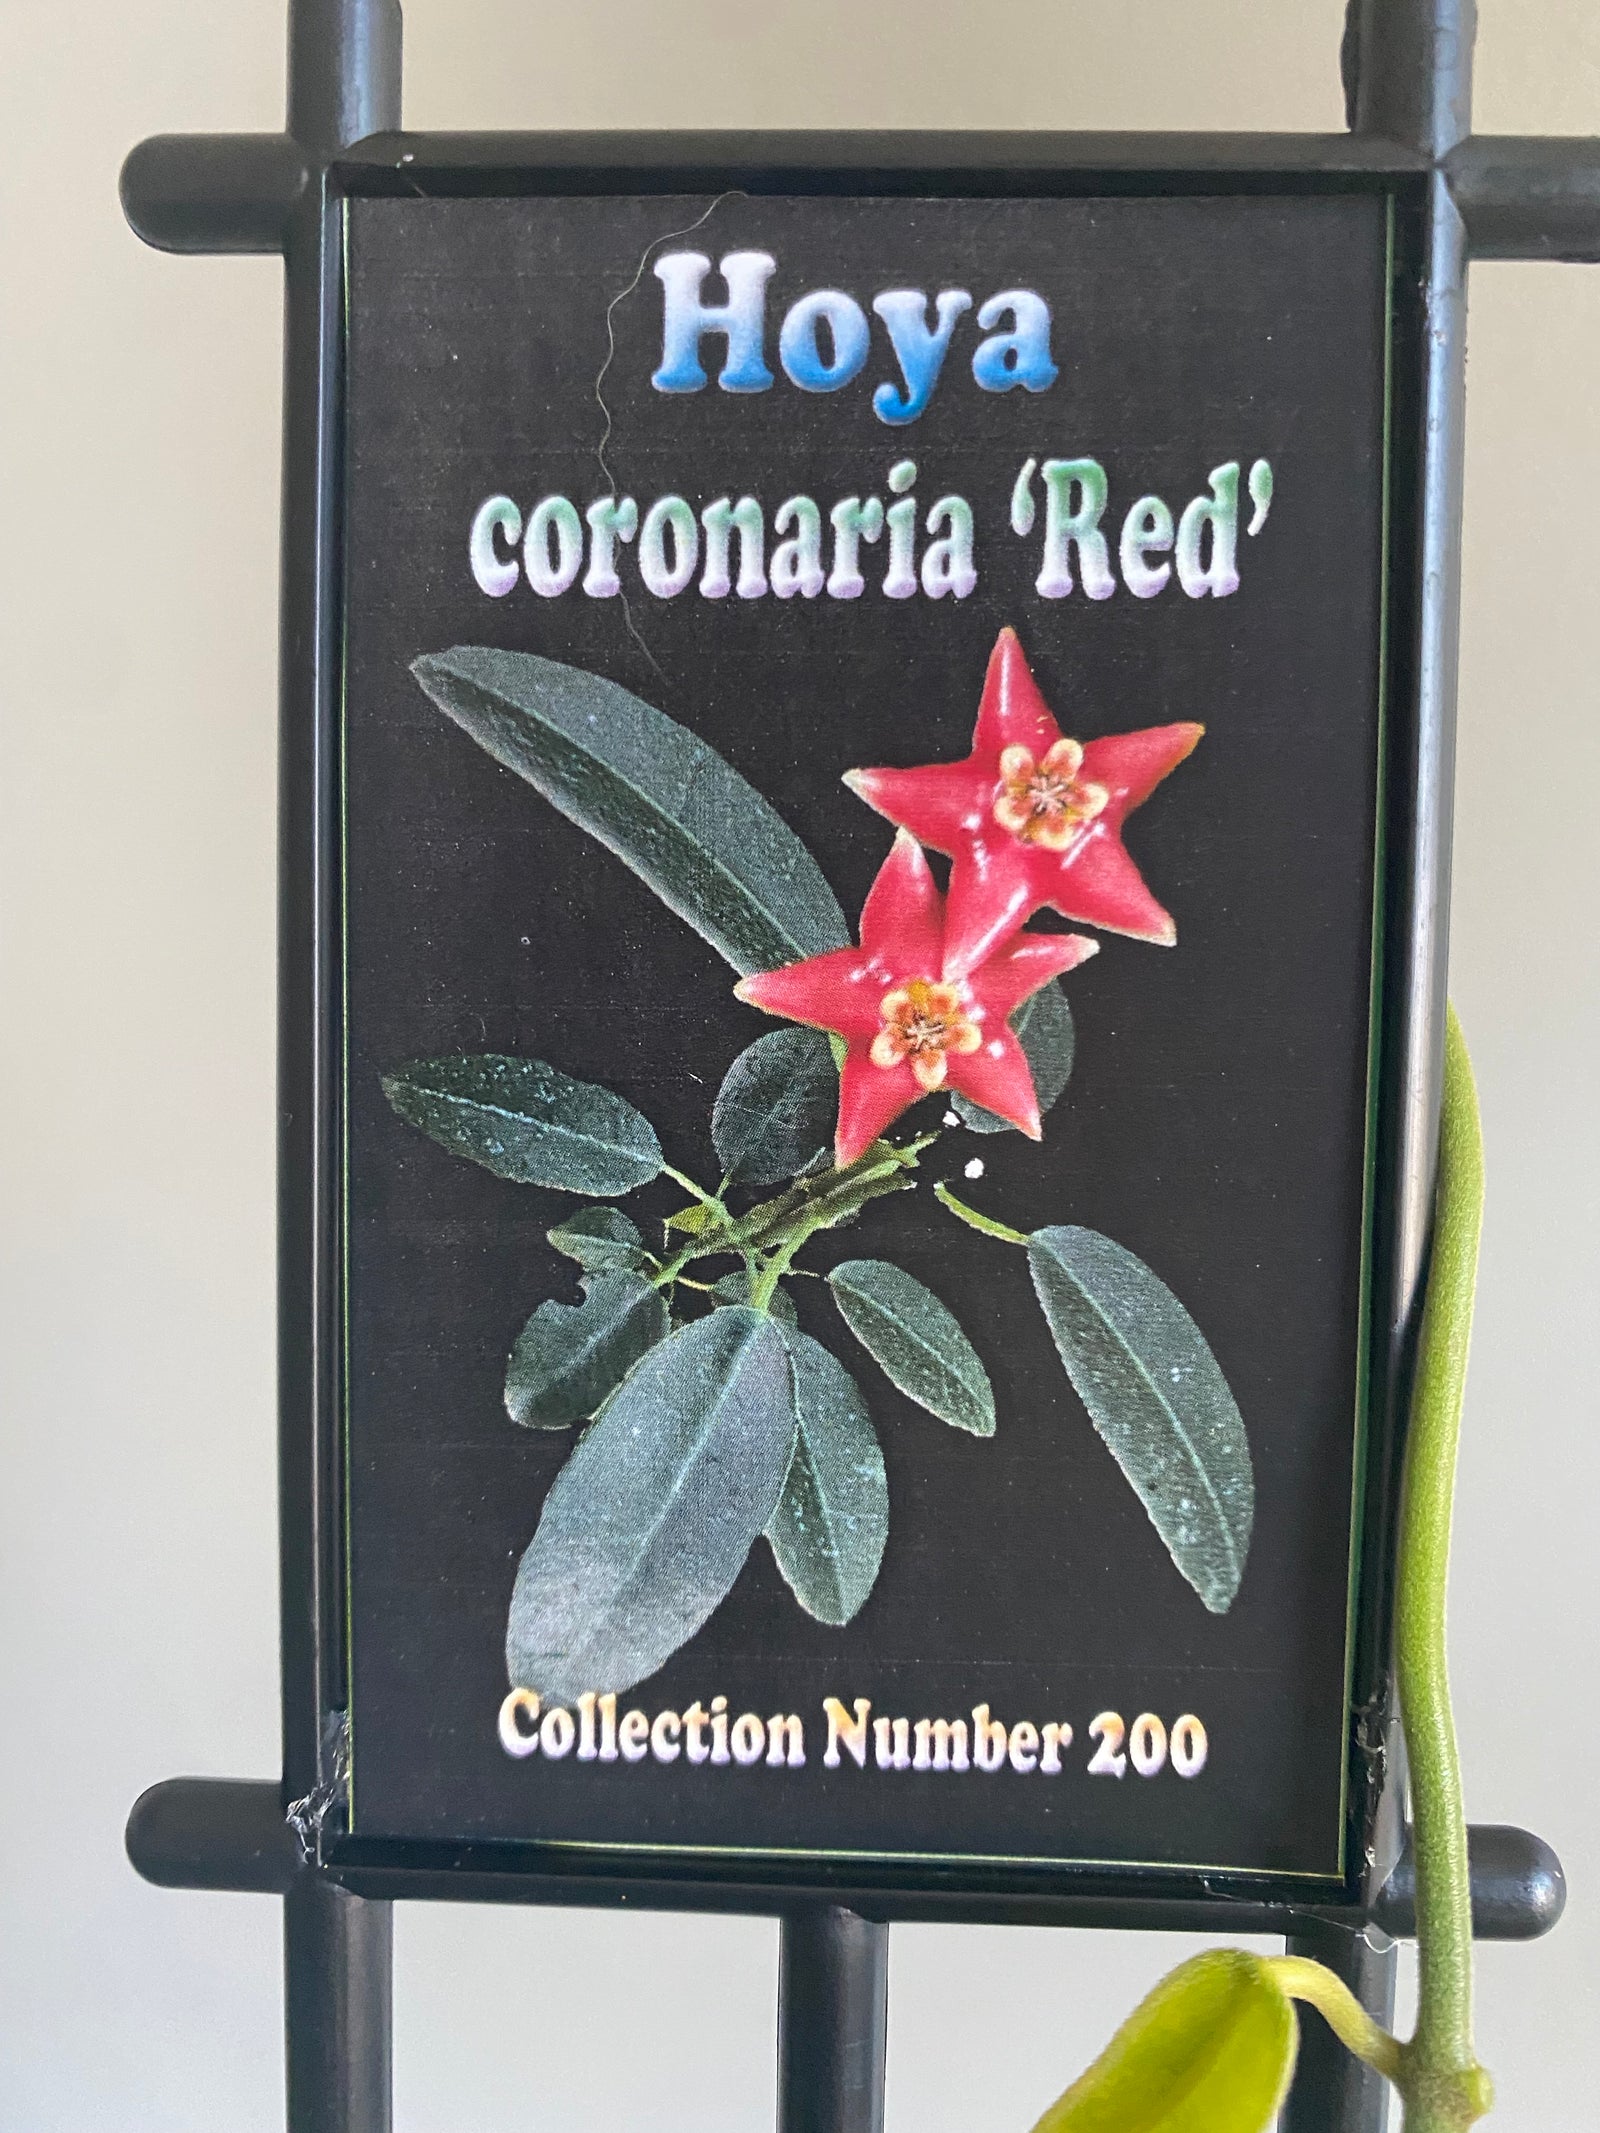 Hoya
coronaria ‘Red’
Collection Number 200